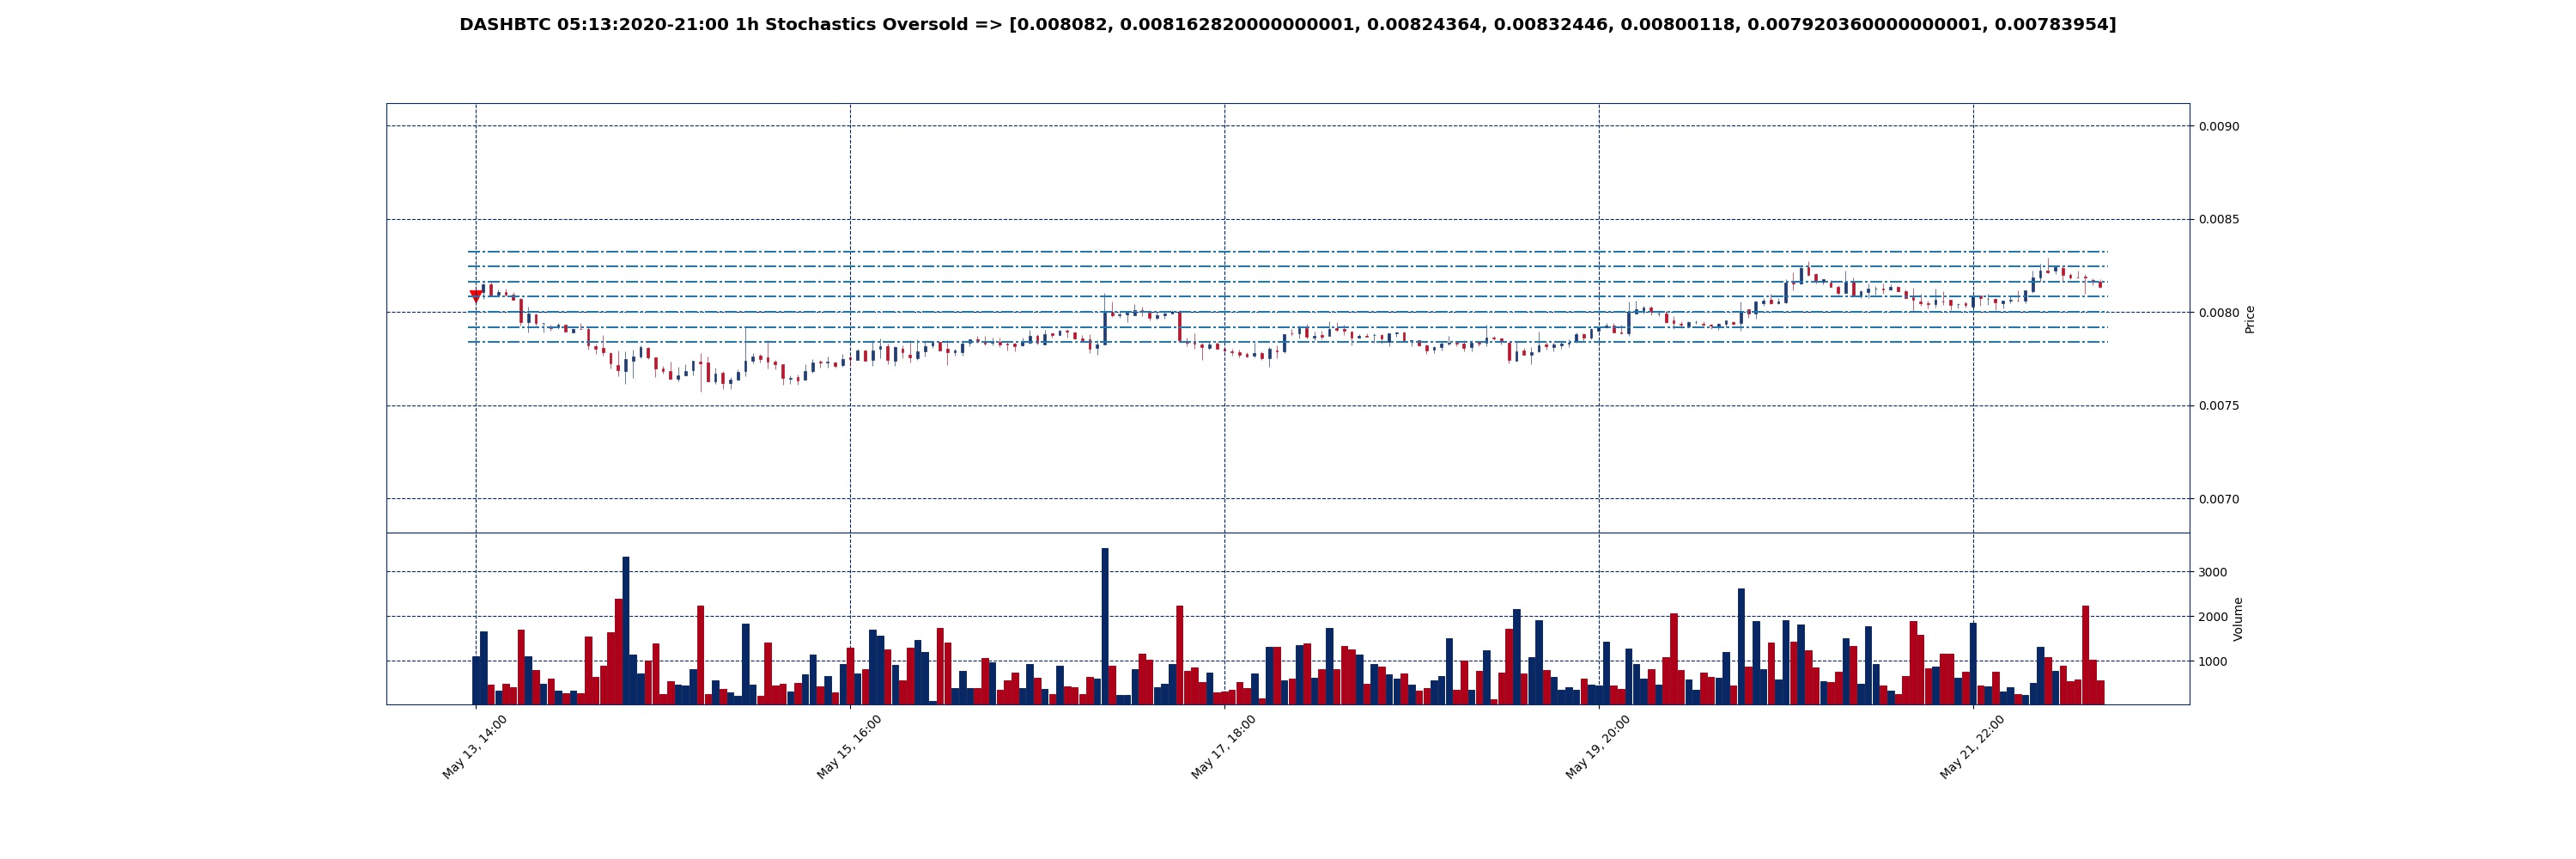 DASHBTC 05:13:2020-21:00 1h Stochastics Oversold => [0.008082, 0.008162820000000001, 0.00824364, 0.00832446, 0.00800118, 0.007920360000000001, 0.00783954]
0.0090
0.0085
0.0080
0.0075
0.0070
Price
3000
2000
1000
Volume
May 13, 14:00
May 15, 16:00
May 17, 18:00
May 19, 20:00
May 21, 22:00